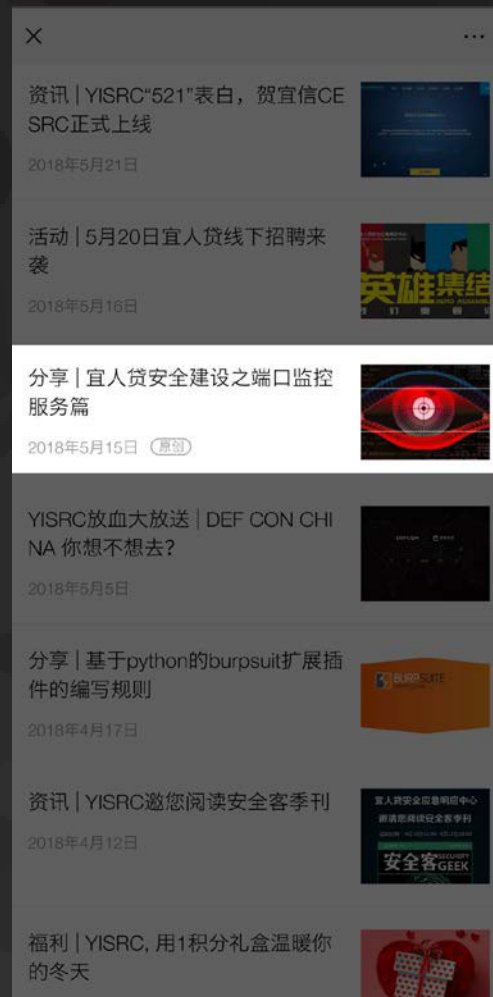 资讯 | YISRC“521”表白，贺宜信CE
SRC正式上线
2018年5月21日
活动 | 5月20日宜人贷线下招聘来
袭
2018年5月16日
英雄集结
分享 | 宜人贷安全建设之端口监控
服务篇
2018年5月15日 原创
YISRC放血大放送 | DEF CON CHI
NA 你想不想去？
2018年5月5日
分享 | 基于python的burpsuit扩展插
件的编写规则
2018年4月17日
BURPSUITE
资讯 | YISRC邀您阅读安全客季刊
2018年4月12日
宜人贷安全应急响应中心
邀请您阅读安全客季刊
安全客 SECURITY
GEEK
福利 | YISRC, 用1积分礼盒温暖你
的冬天